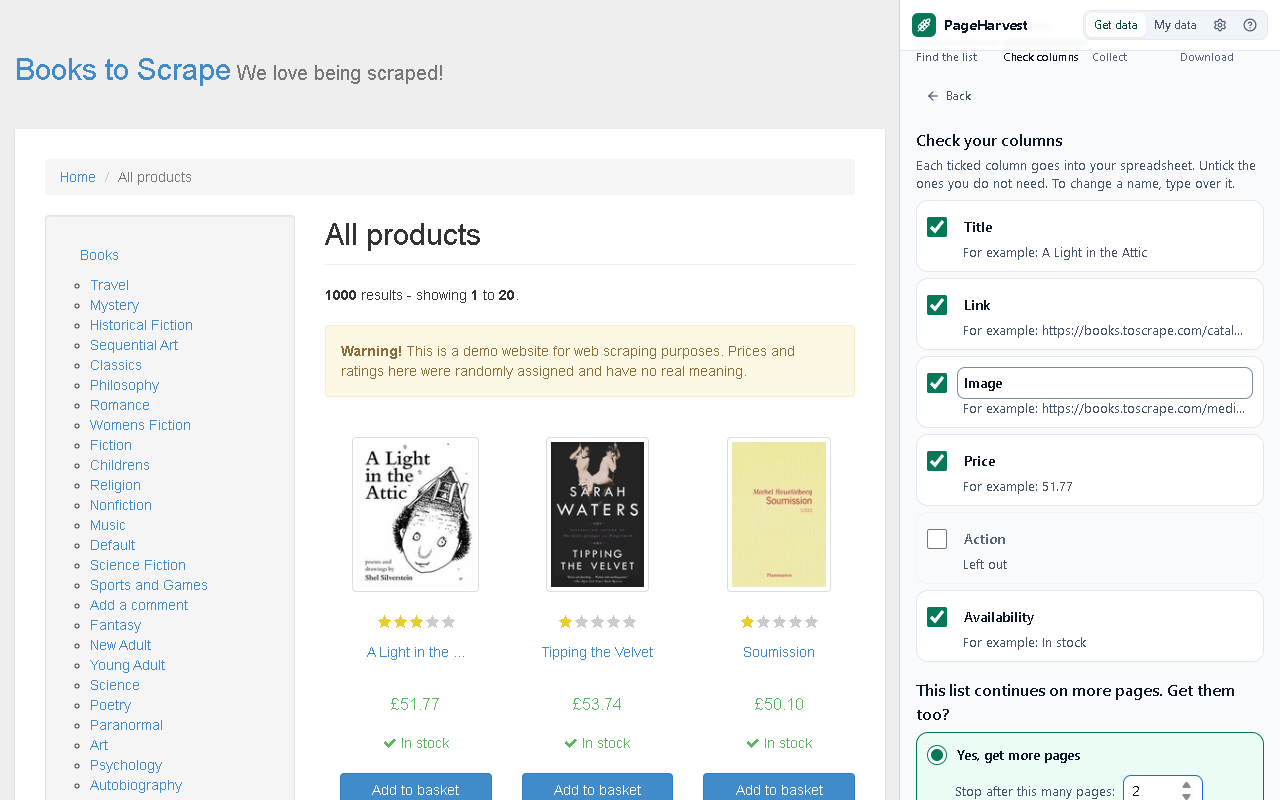 Books to Scrape We love being scraped!
Home / All products
Books
Travel
Mystery
Historical Fiction
Sequential Art
Classics
Philosophy
Romance
Womens Fiction
Fiction
Childrens
Religion
Nonfiction
Music
Default
Science Fiction
Sports and Games
Add a comment
Fantasy
New Adult
Young Adult
Science
Poetry
Paranormal
Art
Psychology
Autobiography
All products
1000 results - showing 1 to 20.
Warning! This is a demo website for web scraping purposes. Prices and
ratings here were randomly assigned and have no real meaning.
A Light
in the
Attic
poems and
drawings by
Shel Silverstein
SARAH
WATERS
TIPPING
THE VELVET
Michel Houellebecq
Soumission
Flammarion
A Light in the ...
Tipping the Velvet
Soumission
£51.77
£53.74
£50.10
In stock
In stock
In stock
Add to basket
Add to basket
Add to basket
PageHarvest
Get data
My data
Find the list
Check columns
Collect
Download
Back
Check your columns
Each ticked column goes into your spreadsheet. Untick the
ones you do not need. To change a name, type over it.
Title
For example: A Light in the Attic
Link
For example: https://books.toscrape.com/catal...
Image
For example: https://books.toscrape.com/medi...
Price
For example: 51.77
Action
Left out
Availability
For example: In stock
This list continues on more pages. Get them
too?
Yes, get more pages
Stop after this many pages: 2